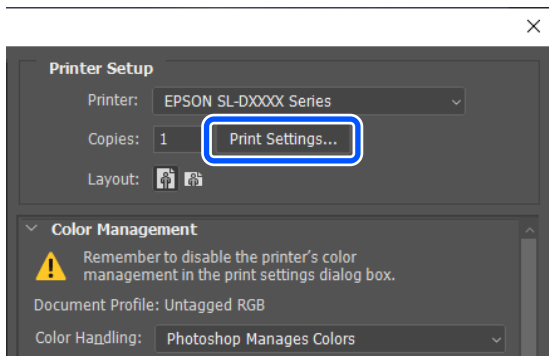 Printer Setup
Printer: EPSON SL-DXXXX Series
Copies: 1 Print Settings...
Layout:
Color Management
Remember to disable the printer's color
management in the print settings dialog box.
Document Profile: Untagged RGB
Color Handling: Photoshop Manages Colors